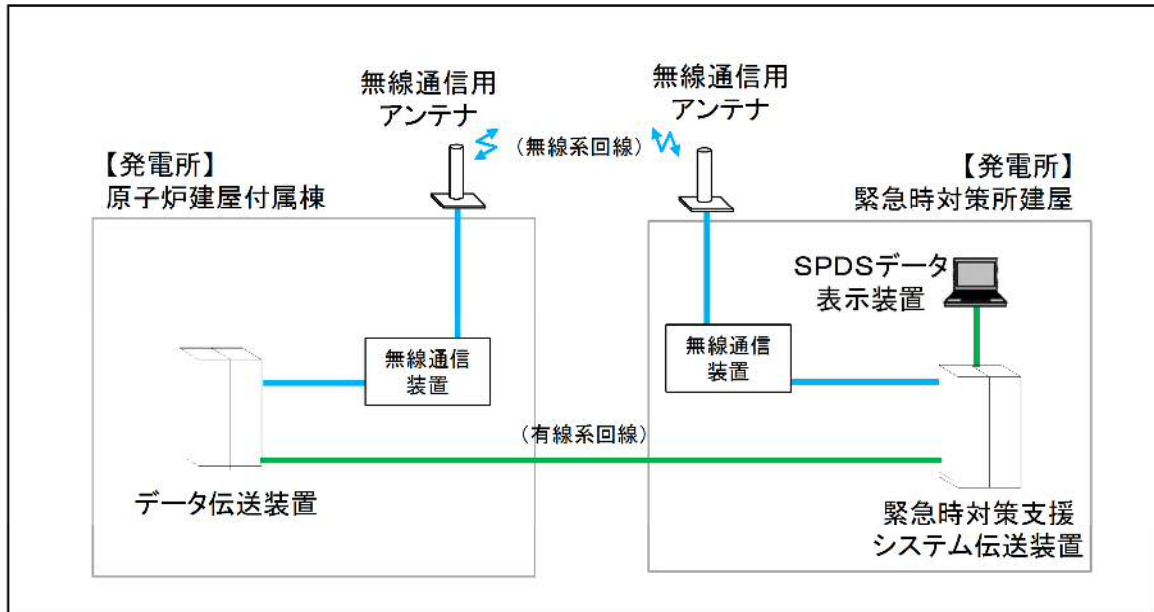 無線通信用
アンテナ
無線通信用
アンテナ
(無線系回線)
【発電所】
原子炉建屋付属棟
【発電所】
緊急時対策所建屋
SPDSデータ
表示装置
無線通信
装置
無線通信
装置
(有線系回線)
データ伝送装置
緊急時対策支援
システム伝送装置